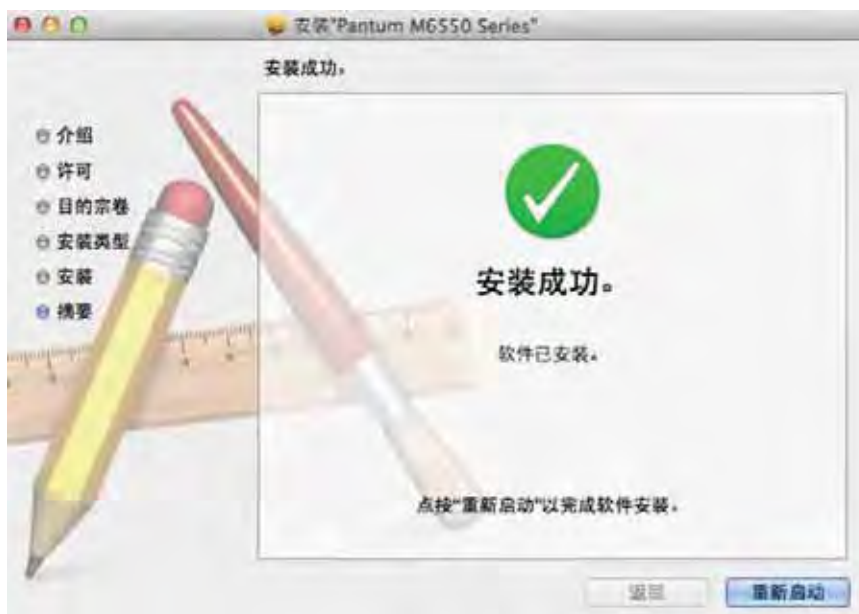 安装"Pantum M6550 Series"
安装成功。
介绍
许可
目的宗卷
安装类型
安装
摘要
安装成功。
软件已安装。
点按"重新启动"以完成软件安装。
返回
重新启动